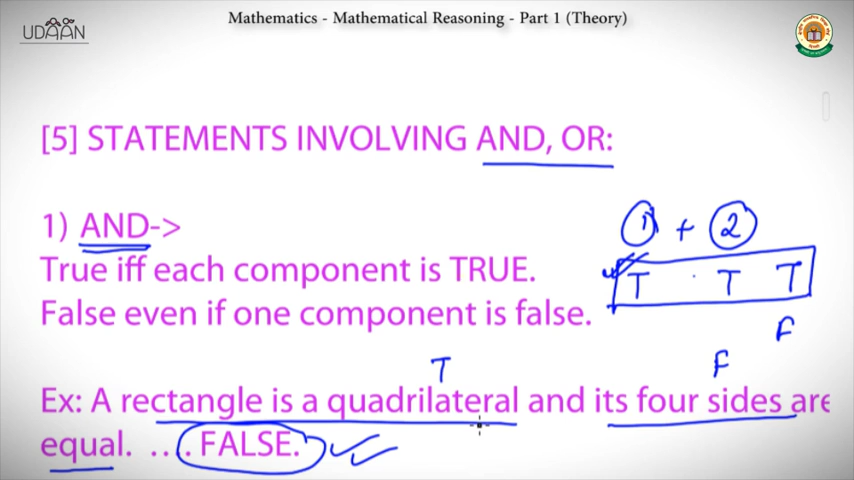 Mathematics - Mathematical Reasoning - Part 1 (Theory)
UDAAN
[5] STATEMENTS INVOLVING AND, OR:
1) AND->
① + ②
True iff each component is TRUE.
T . T T
False even if one component is false.
F
T F
Ex: A rectangle is a quadrilateral and its four sides are
equal. .... FALSE.